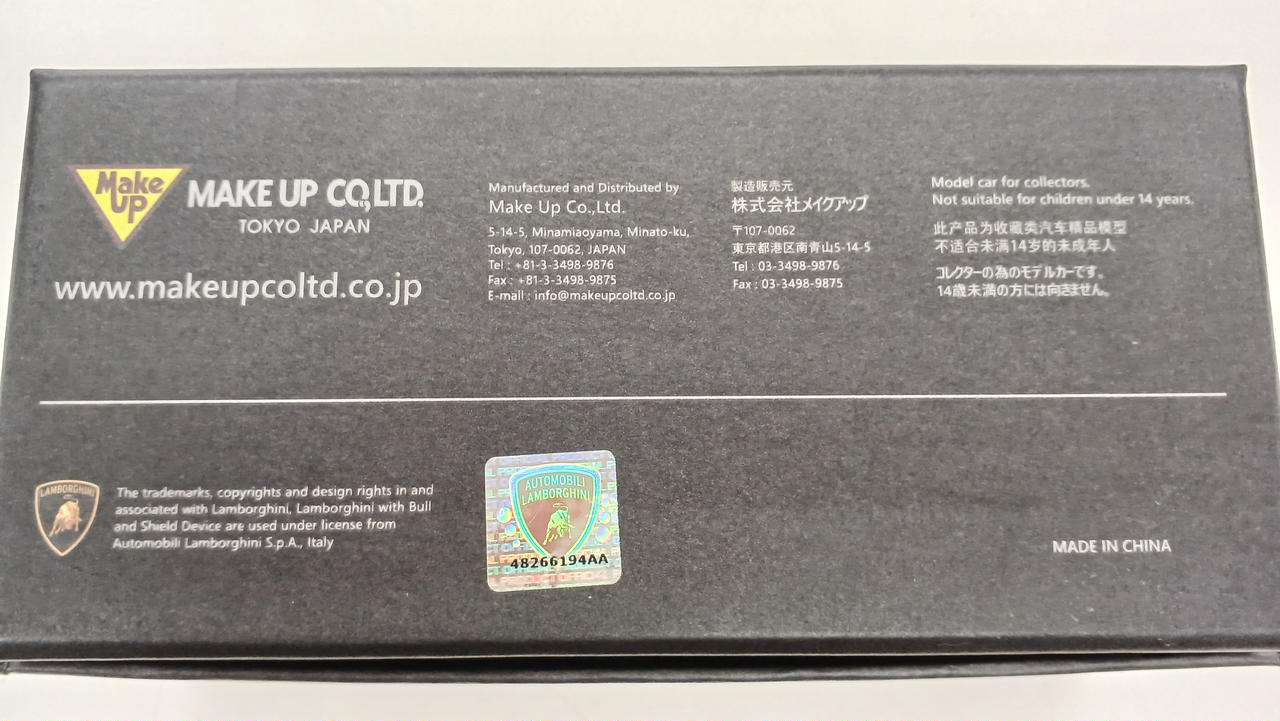 Make
Up
MAKE UP CO.,LTD.
TOKYO JAPAN
www.makeupcoltd.co.jp
Manufactured and Distributed by
Make Up Co.,Ltd.
5-14-5, Minamiaoyama, Minato-ku,
Tokyo, 107-0062, JAPAN
Tel : +81-3-3498-9876
Fax : +81-3-3498-9875
E-mail : info@makeupcoltd.co.jp
製造販売元
株式会社メイクアップ
〒107-0062
東京都港区南青山5-14-5
Tel : 03-3498-9876
Fax : 03-3498-9875
Model car for collectors.
Not suitable for children under 14 years.
此产品为收藏类汽车精品模型
不适合未满14岁的未成年人
コレクターの為のモデルカーです。
14歳未満の方には向きません。
LAMBORGHINI
The trademarks, copyrights and design rights in and
associated with Lamborghini, Lamborghini with Bull
and Shield Device are used under license from
Automobili Lamborghini S.p.A., Italy
AUTOMOBILI
LAMBORGHINI
48266194AA
MADE IN CHINA